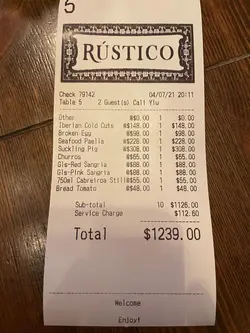 5
RÚSTICO
Check 79142 04/07/21 20:11
Table 5 2 Guest(s) Call Yiu
Other R$0.00 1 $0.00
Iberian Cold Cuts R$148.00 1 $148.00
Broken Egg R$98.00 1 $98.00
Seafood Paella R$228.00 1 $228.00
Suckling Pig R$308.00 1 $308.00
Churros R$55.00 1 $55.00
Gls-Red Sangria R$88.00 1 $88.00
Gls-Pink Sangria R$88.00 1 $88.00
750ml Cabreiroa Still R$55.00 1 $55.00
Bread Tomato R$48.00 1 $48.00
Sub-total 10 $1126.00
Service Charge $112.60
Total $1239.00
Welcome
Enjoy!